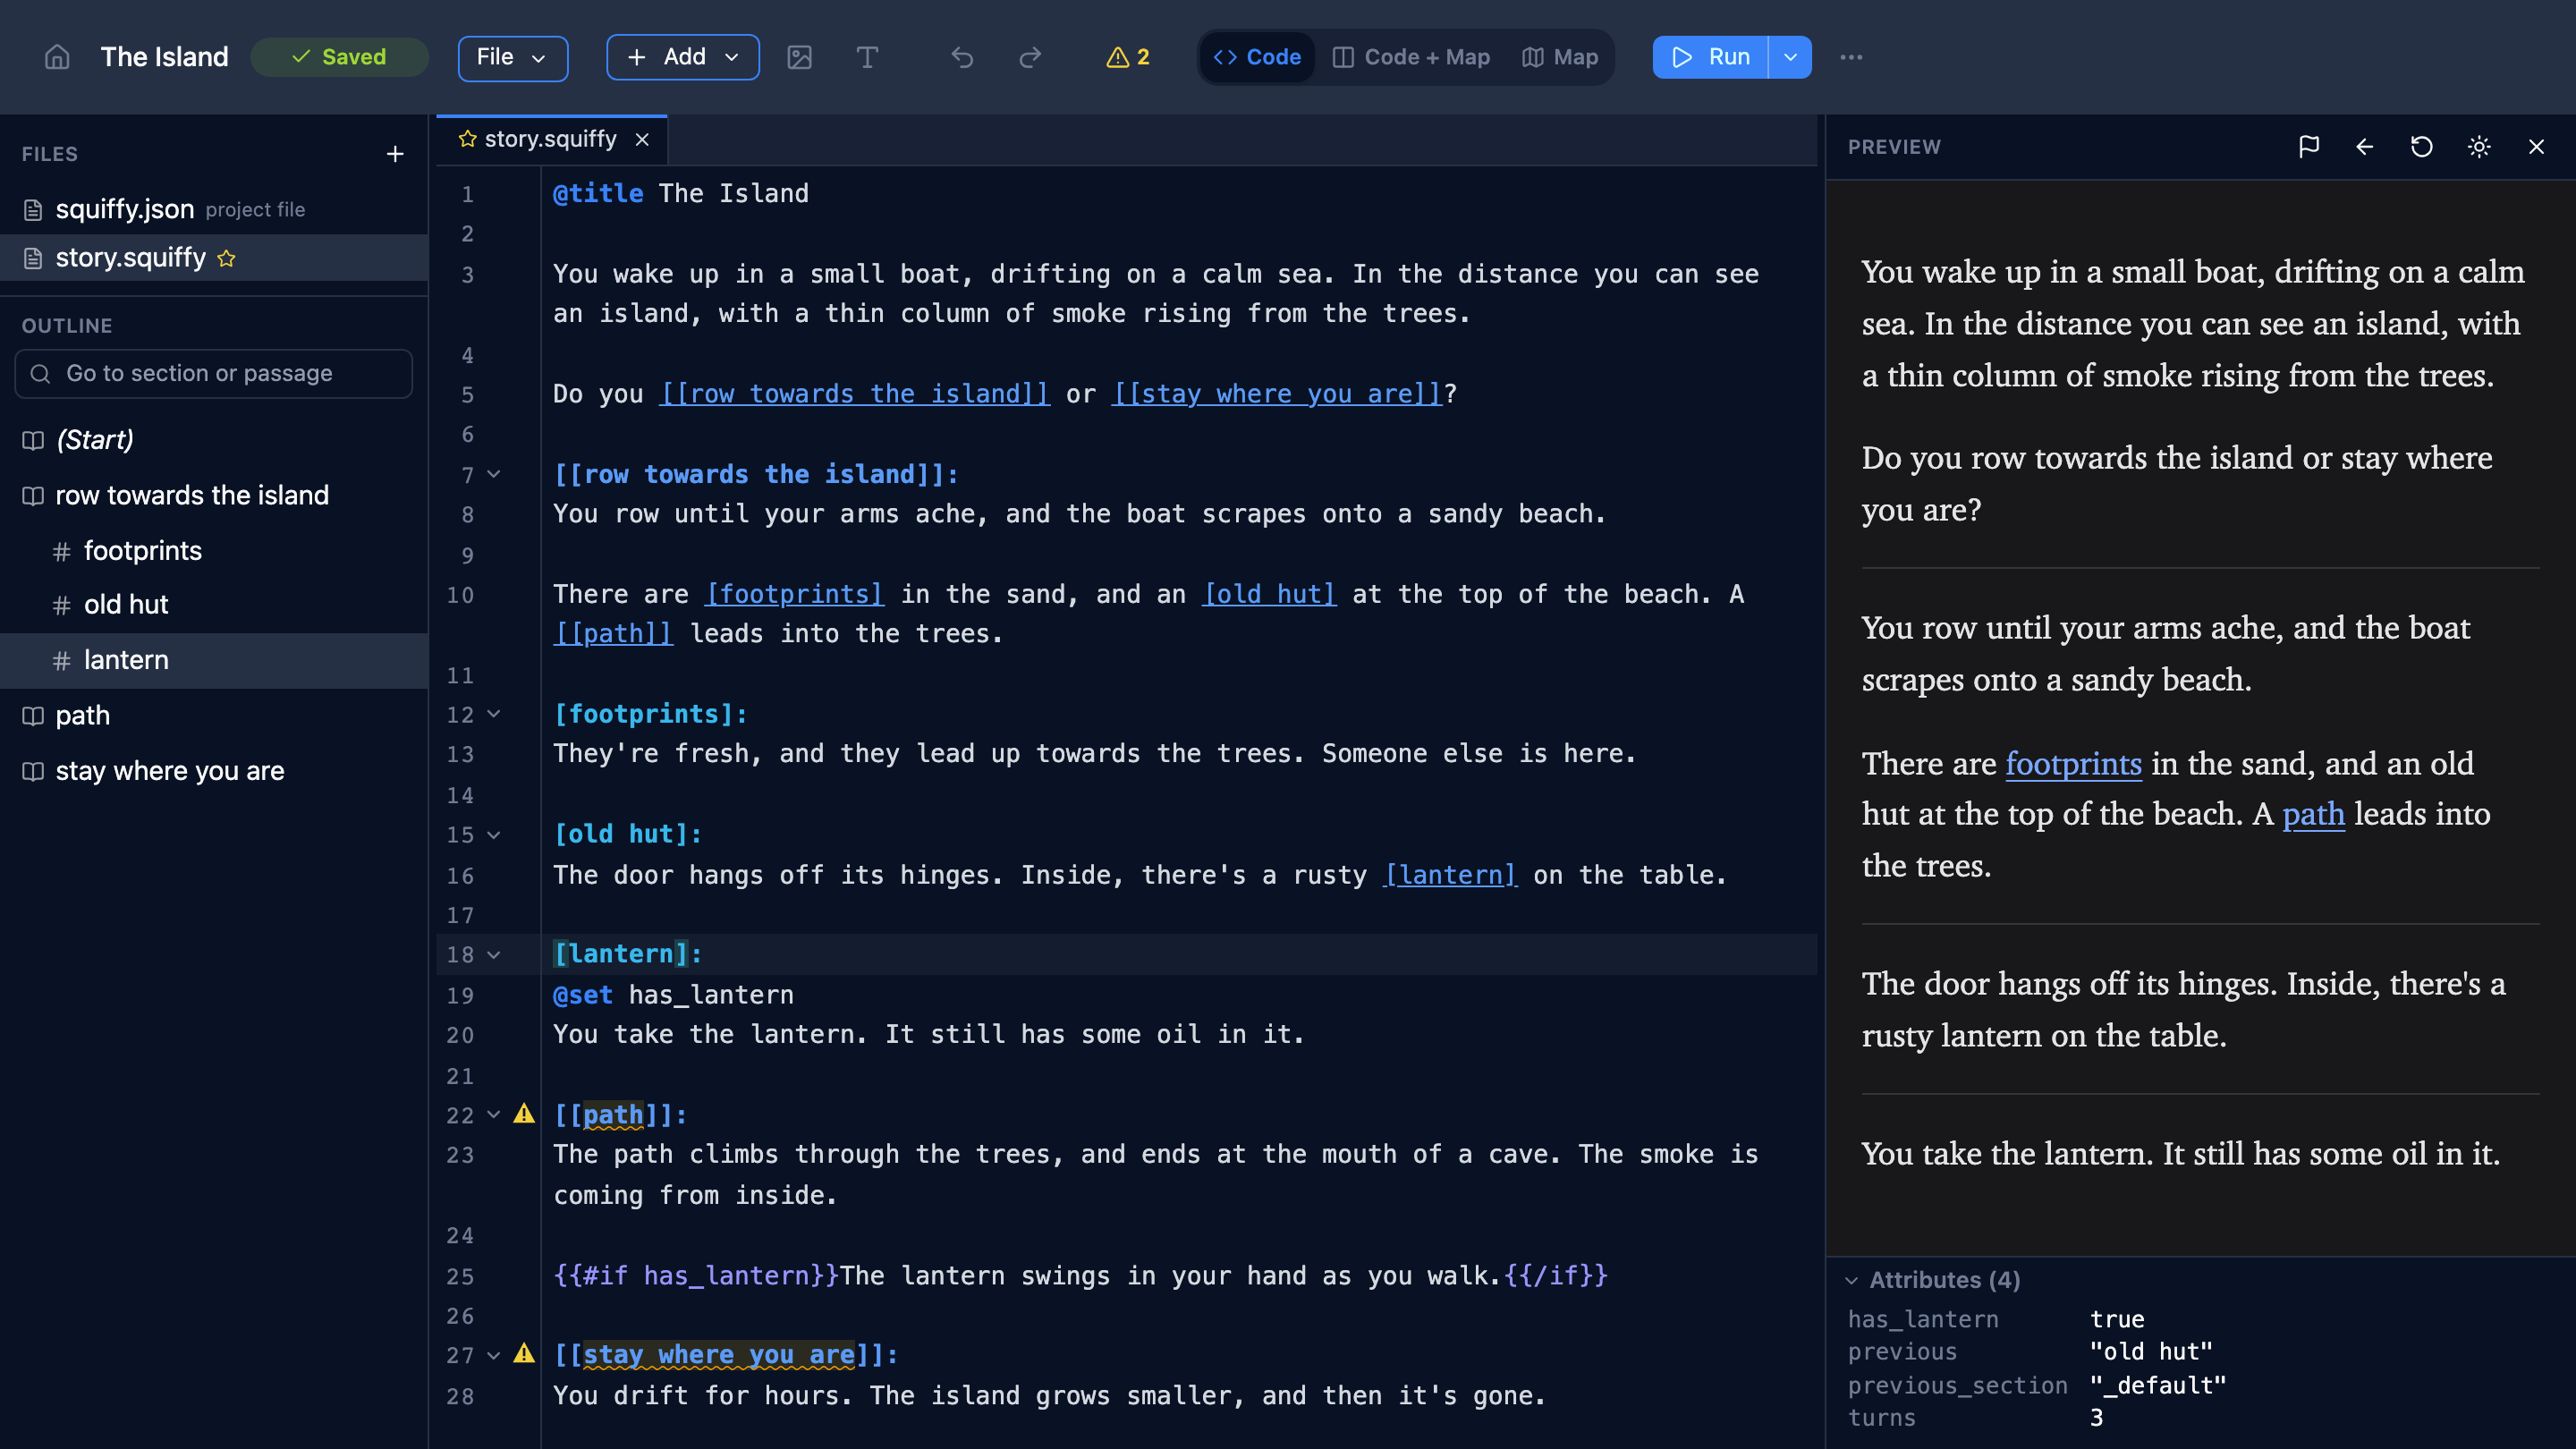 The Island
Saved
File
Add
2
Code
Code + Map
Map
Run
FILES
squiffy.json project file
story.squiffy
OUTLINE
Go to section or passage
(Start)
row towards the island
# footprints
# old hut
# lantern
path
stay where you are
story.squiffy
1 @title The Island
2
3 You wake up in a small boat, drifting on a calm sea. In the distance you can see
an island, with a thin column of smoke rising from the trees.
4
5 Do you [[row towards the island]] or [[stay where you are]]?
6
7 [[row towards the island]]:
8 You row until your arms ache, and the boat scrapes onto a sandy beach.
9
10 There are [footprints] in the sand, and an [old hut] at the top of the beach. A
[[path]] leads into the trees.
11
12 [footprints]:
13 They're fresh, and they lead up towards the trees. Someone else is here.
14
15 [old hut]:
16 The door hangs off its hinges. Inside, there's a rusty [lantern] on the table.
17
18 [lantern]:
19 @set has_lantern
20 You take the lantern. It still has some oil in it.
21
22 [[path]]:
23 The path climbs through the trees, and ends at the mouth of a cave. The smoke is
coming from inside.
24
25 {{#if has_lantern}}The lantern swings in your hand as you walk.{{/if}}
26
27 [[stay where you are]]:
28 You drift for hours. The island grows smaller, and then it's gone.
PREVIEW
You wake up in a small boat, drifting on a calm
sea. In the distance you can see an island, with
a thin column of smoke rising from the trees.
Do you row towards the island or stay where
you are?
You row until your arms ache, and the boat
scrapes onto a sandy beach.
There are footprints in the sand, and an old
hut at the top of the beach. A path leads into
the trees.
The door hangs off its hinges. Inside, there's a
rusty lantern on the table.
You take the lantern. It still has some oil in it.
Attributes (4)
has_lantern true
previous "old hut"
previous_section "_default"
turns 3